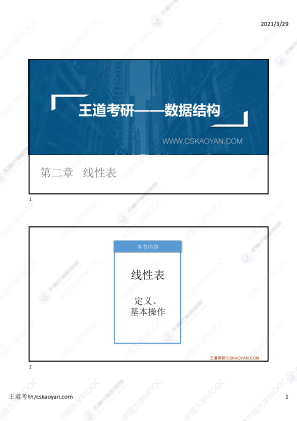 2021/3/29
王道考研——数据结构
WWW.CSKAOYAN.COM
第二章 线性表
1
本节内容
线性表
定义、
基本操作
王道考研/CSKAOYAN.COM
2
王道考研/cskaoyan.com
1